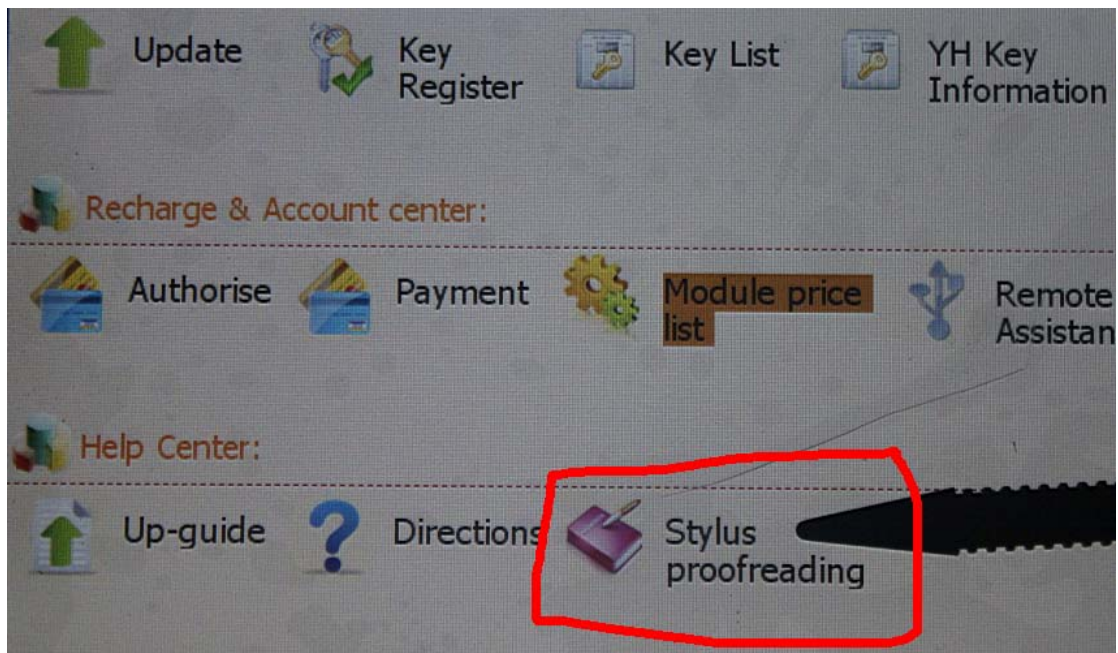 Update
Key
Register
Key List
YH Key
Information
Recharge & Account center:
Authorise
Payment
Module price
list
Remote
Assistan
Help Center:
Up-guide
Directions
Stylus
proofreading